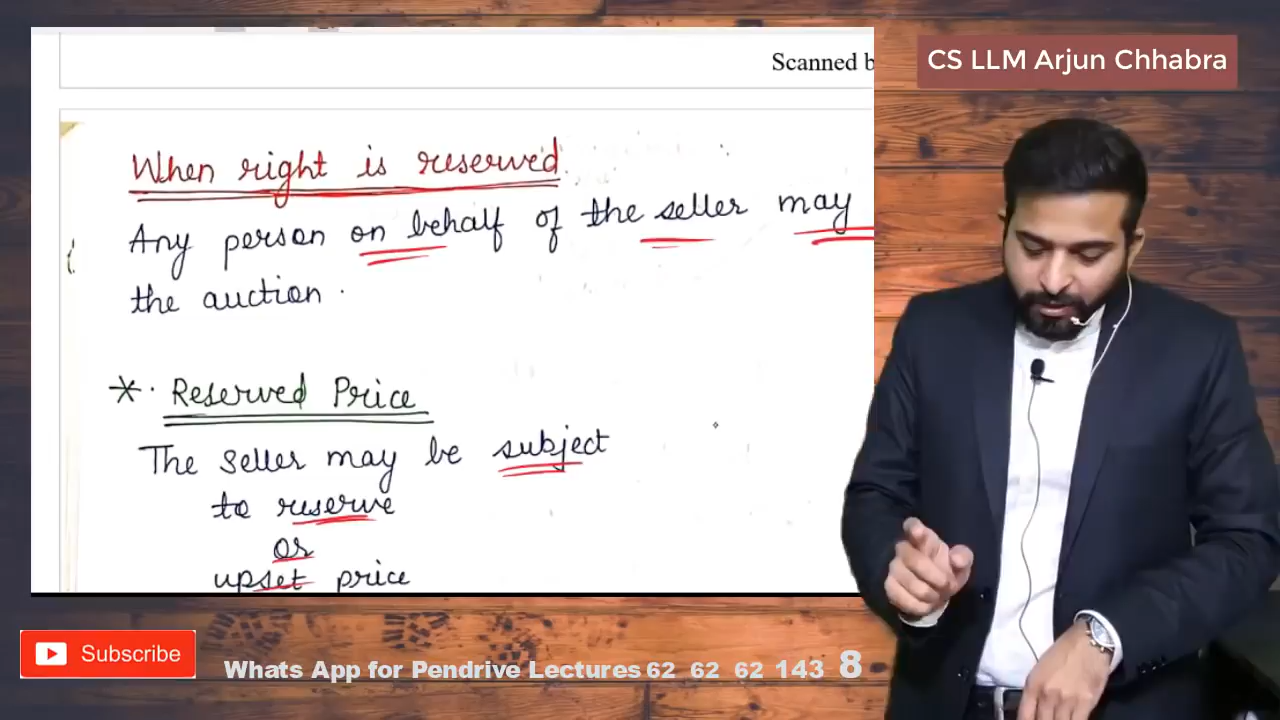 Scanned b
CS LLM Arjun Chhabra
When right is reserved
Any person on behalf of the seller may
the auction.
*. Reserved Price
The seller may be subject
to reserve
or
upset price
Subscribe
Whats App for Pendrive Lectures 62 62 62 143 8